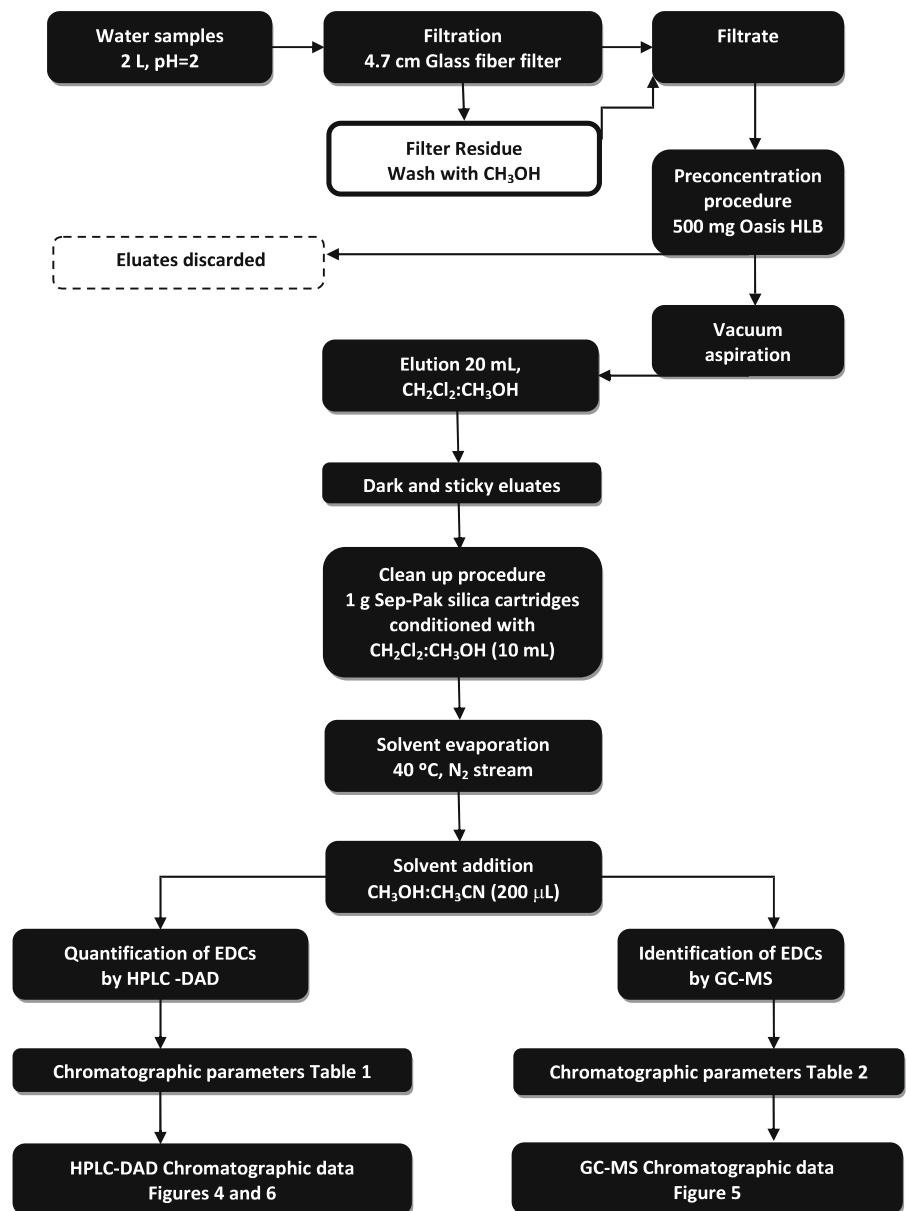 Water samples
2 L, pH=2
Filtration
4.7 cm Glass fiber filter
Filtrate
Filter Residue
Wash with CH₃OH
Preconcentration
procedure
500 mg Oasis HLB
Eluates discarded
Vacuum
aspiration
Elution 20 mL,
CH₂Cl₂:CH₃OH
Dark and sticky eluates
Clean up procedure
1 g Sep-Pak silica cartridges
conditioned with
CH₂Cl₂:CH₃OH (10 mL)
Solvent evaporation
40 ºC, N₂ stream
Solvent addition
CH₃OH:CH₃CN (200 µL)
Quantification of EDCs
by HPLC -DAD
Identification of EDCs
by GC-MS
Chromatographic parameters Table 1
Chromatographic parameters Table 2
HPLC-DAD Chromatographic data
Figures 4 and 6
GC-MS Chromatographic data
Figure 5